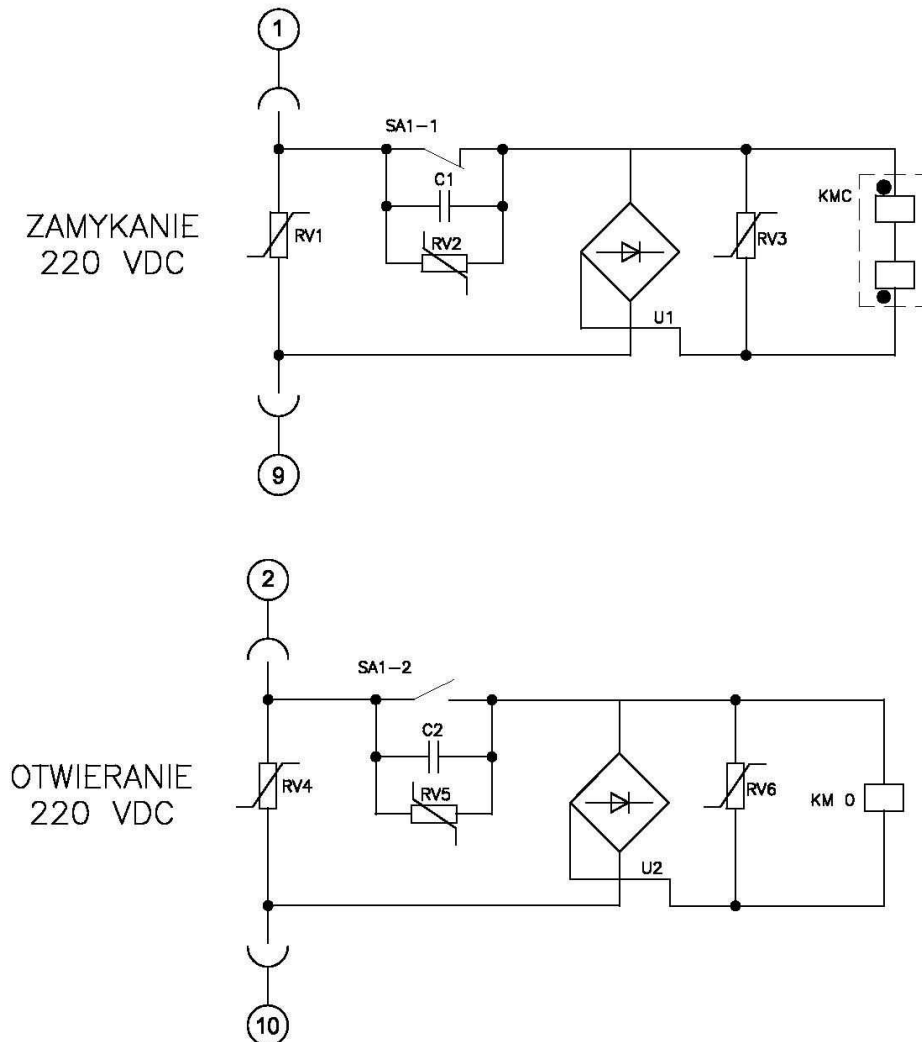 1
SA1-1
C1
KMC
ZAMYKANIE
220 VDC
RV1
RV2
RV3
U1
9
2
SA1-2
C2
OTWIERANIE
220 VDC
RV4
RV5
RV6
KM O
U2
10